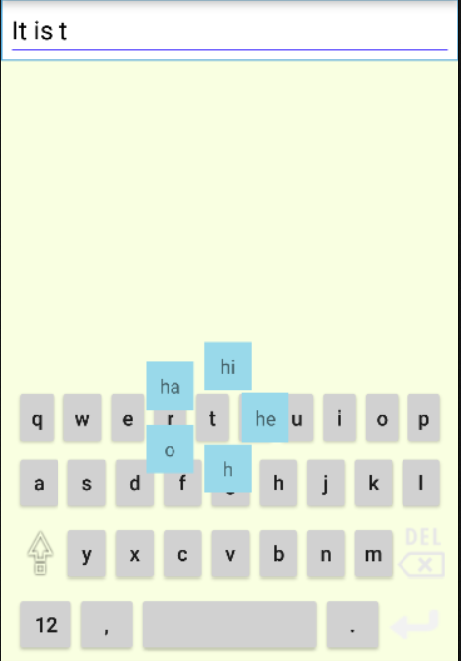 It is t
hi
ha
q w e r t he u i o p
o
h
a s d f h j k l
y x c v b n m DEL
12 , .